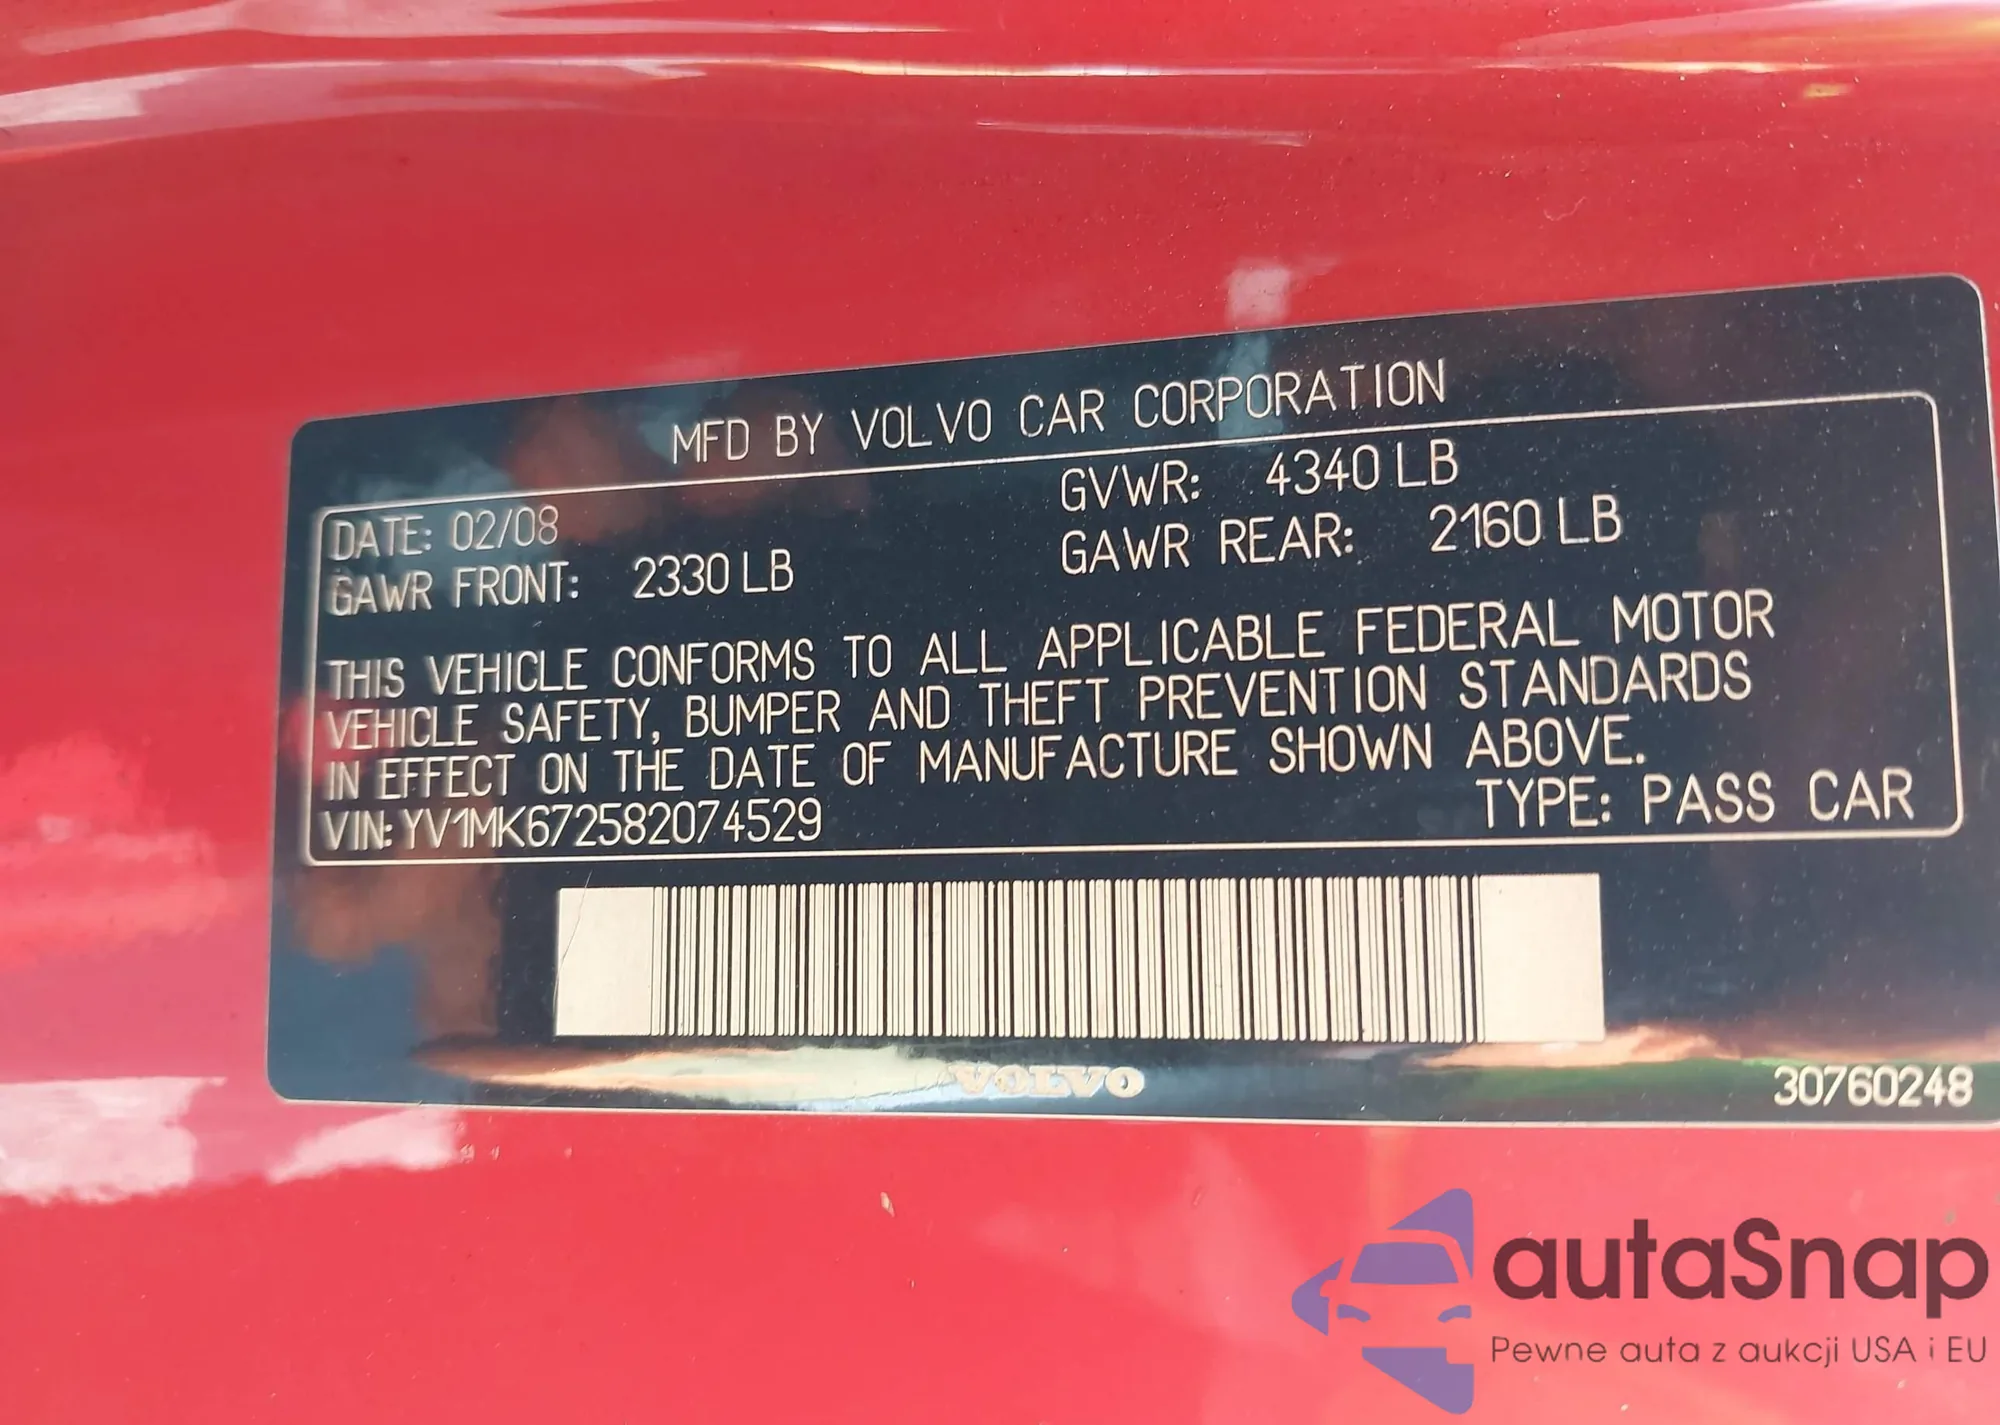 MFD BY VOLVO CAR CORPORATION
DATE: 02/08
GVWR: 4340 LB
GAWR FRONT: 2330 LB
GAWR REAR: 2160 LB
THIS VEHICLE CONFORMS TO ALL APPLICABLE FEDERAL MOTOR
VEHICLE SAFETY, BUMPER AND THEFT PREVENTION STANDARDS
IN EFFECT ON THE DATE OF MANUFACTURE SHOWN ABOVE.
VIN: YV1MK672582074529
TYPE: PASS CAR
VOLVO
30760248
autaSnap
Pewne auta z aukcji USA i EU